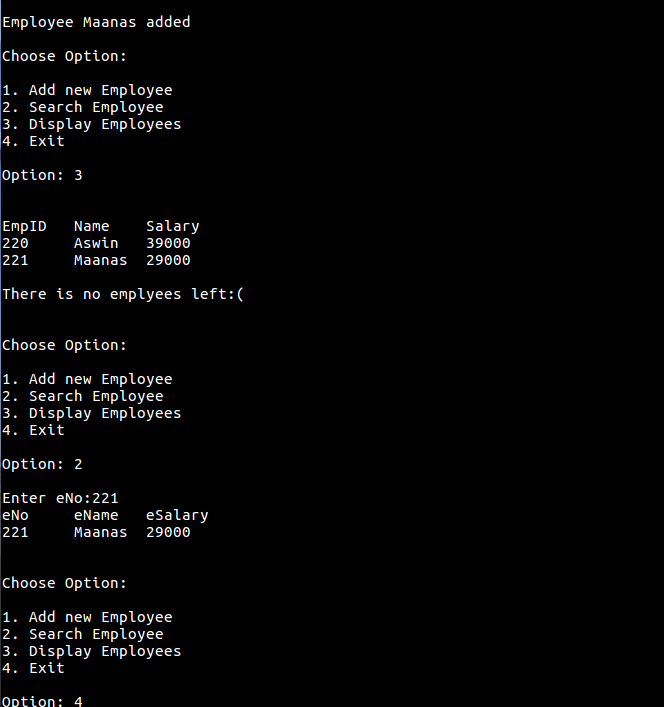 Employee Maanas added
Choose Option:
1. Add new Employee
2. Search Employee
3. Display Employees
4. Exit
Option: 3
EmpID Name Salary
220 Aswin 39000
221 Maanas 29000
There is no emplyees left:(
Choose Option:
1. Add new Employee
2. Search Employee
3. Display Employees
4. Exit
Option: 2
Enter eNo:221
eNo eName eSalary
221 Maanas 29000
Choose Option:
1. Add new Employee
2. Search Employee
3. Display Employees
4. Exit
Option: 4